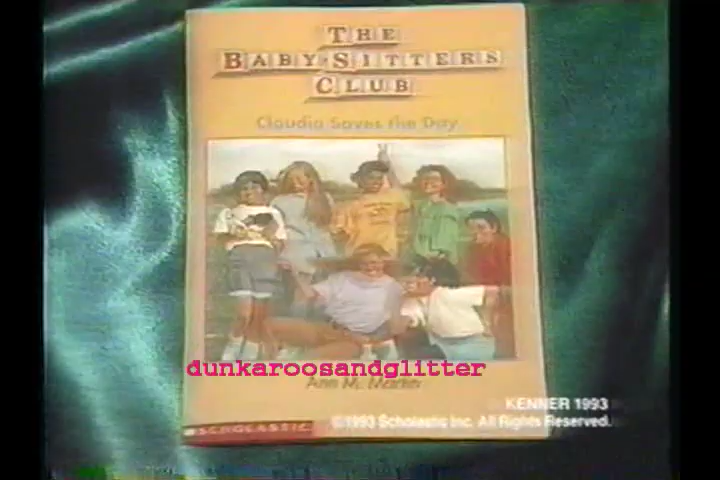 THE
BABY-SITTERS
CLUB
Claudia Saves the Day
dunkaroosandglitter
Ann M. Martin
KENNER 1993
SCHOLASTIC
©1993 Scholastic Inc. All Rights Reserved.